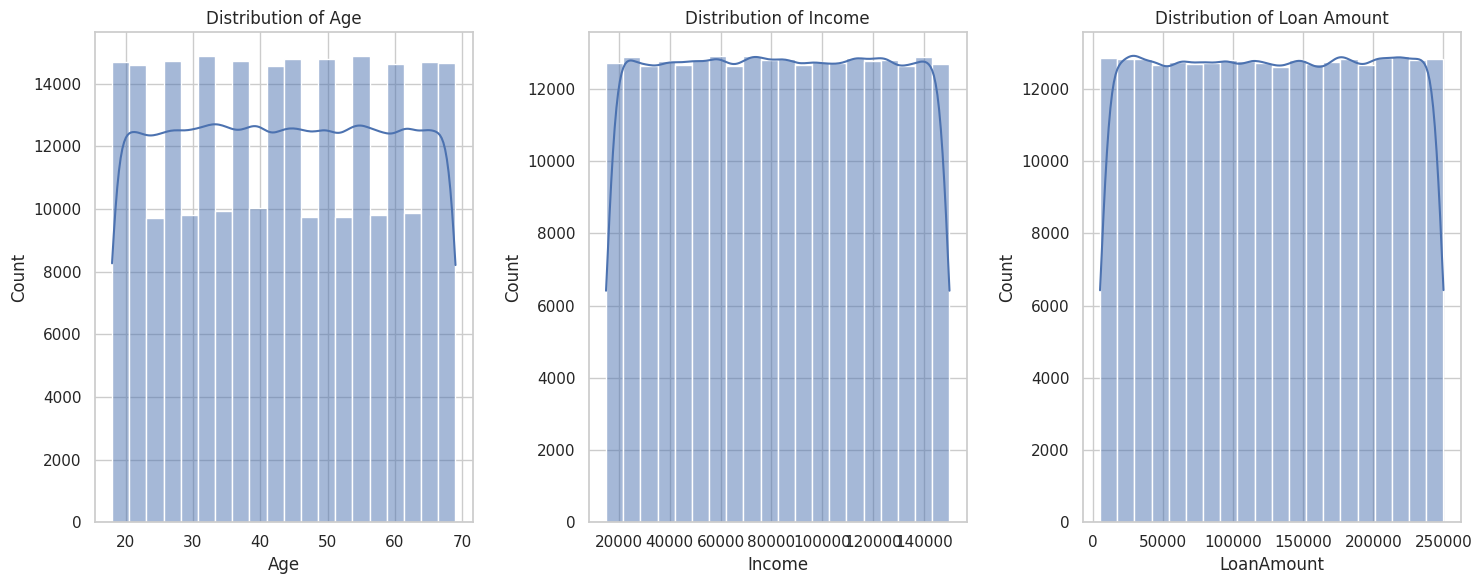 Distribution of Age
Count
14000
12000
10000
8000
6000
4000
2000
0
20 30 40 50 60 70
Age
Distribution of Income
Count
12000
10000
8000
6000
4000
2000
0
20000 40000 60000 80000 100000 120000 140000
Income
Distribution of Loan Amount
Count
12000
10000
8000
6000
4000
2000
0
0 50000 100000 150000 200000 250000
LoanAmount